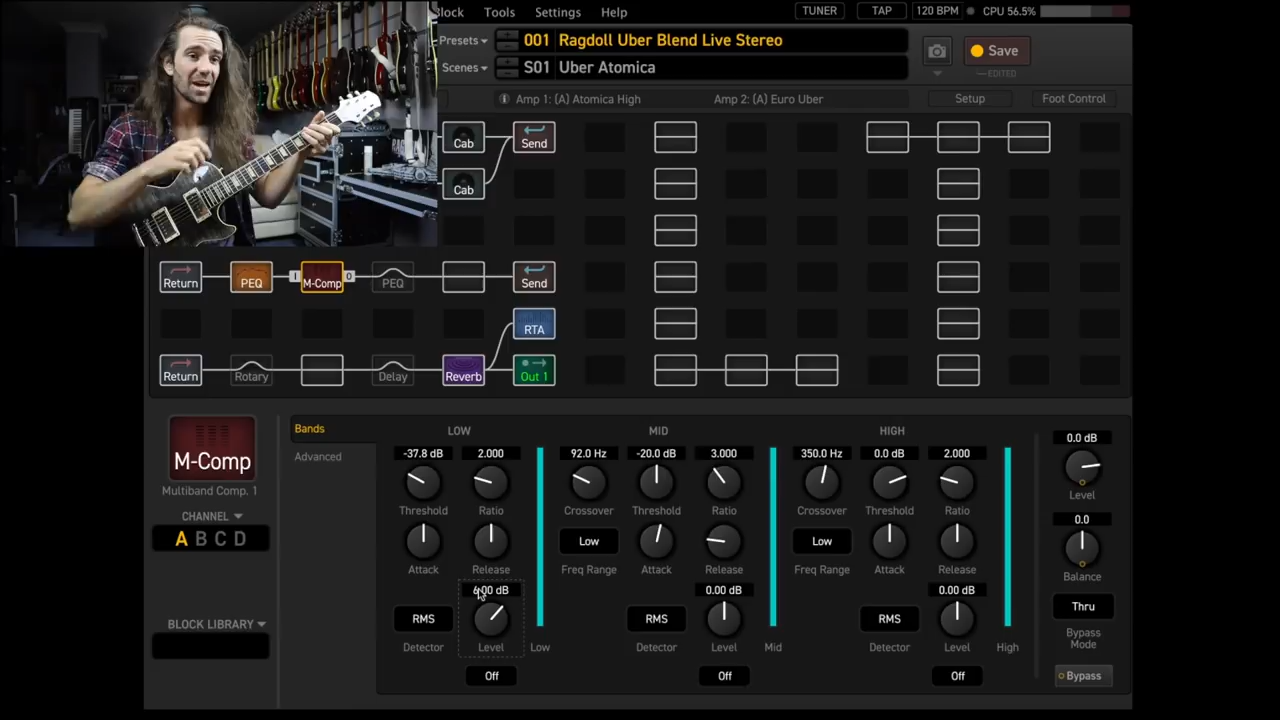 lock Tools Settings Help TUNER TAP 120 BPM CPU 56.5%
Presets 001 Ragdoll Uber Blend Live Stereo Save
Scenes S01 Uber Atomica EDITED
Amp 1: (A) Atomica High Amp 2: (A) Euro Uber Setup Foot Control
Cab Send
Cab
Return PEQ I M-Comp O PEQ Send
RTA
Return Rotary Delay Reverb Out 1
M-Comp
Multiband Comp. 1
CHANNEL
A B C D
BLOCK LIBRARY
Bands
Advanced
LOW MID HIGH
-37.8 dB 2.000 92.0 Hz -20.0 dB 3.000 350.0 Hz 0.0 dB 2.000
Threshold Ratio Crossover Threshold Ratio Crossover Threshold Ratio
Low Low
Attack Release Freq Range Attack Release Freq Range Attack Release
6.00 dB 0.00 dB 0.00 dB
RMS RMS RMS
Detector Level Low Detector Level Mid Detector Level High
Off Off Off
0.0 dB
Level
0.0
Balance
Thru
Bypass
Mode
Bypass